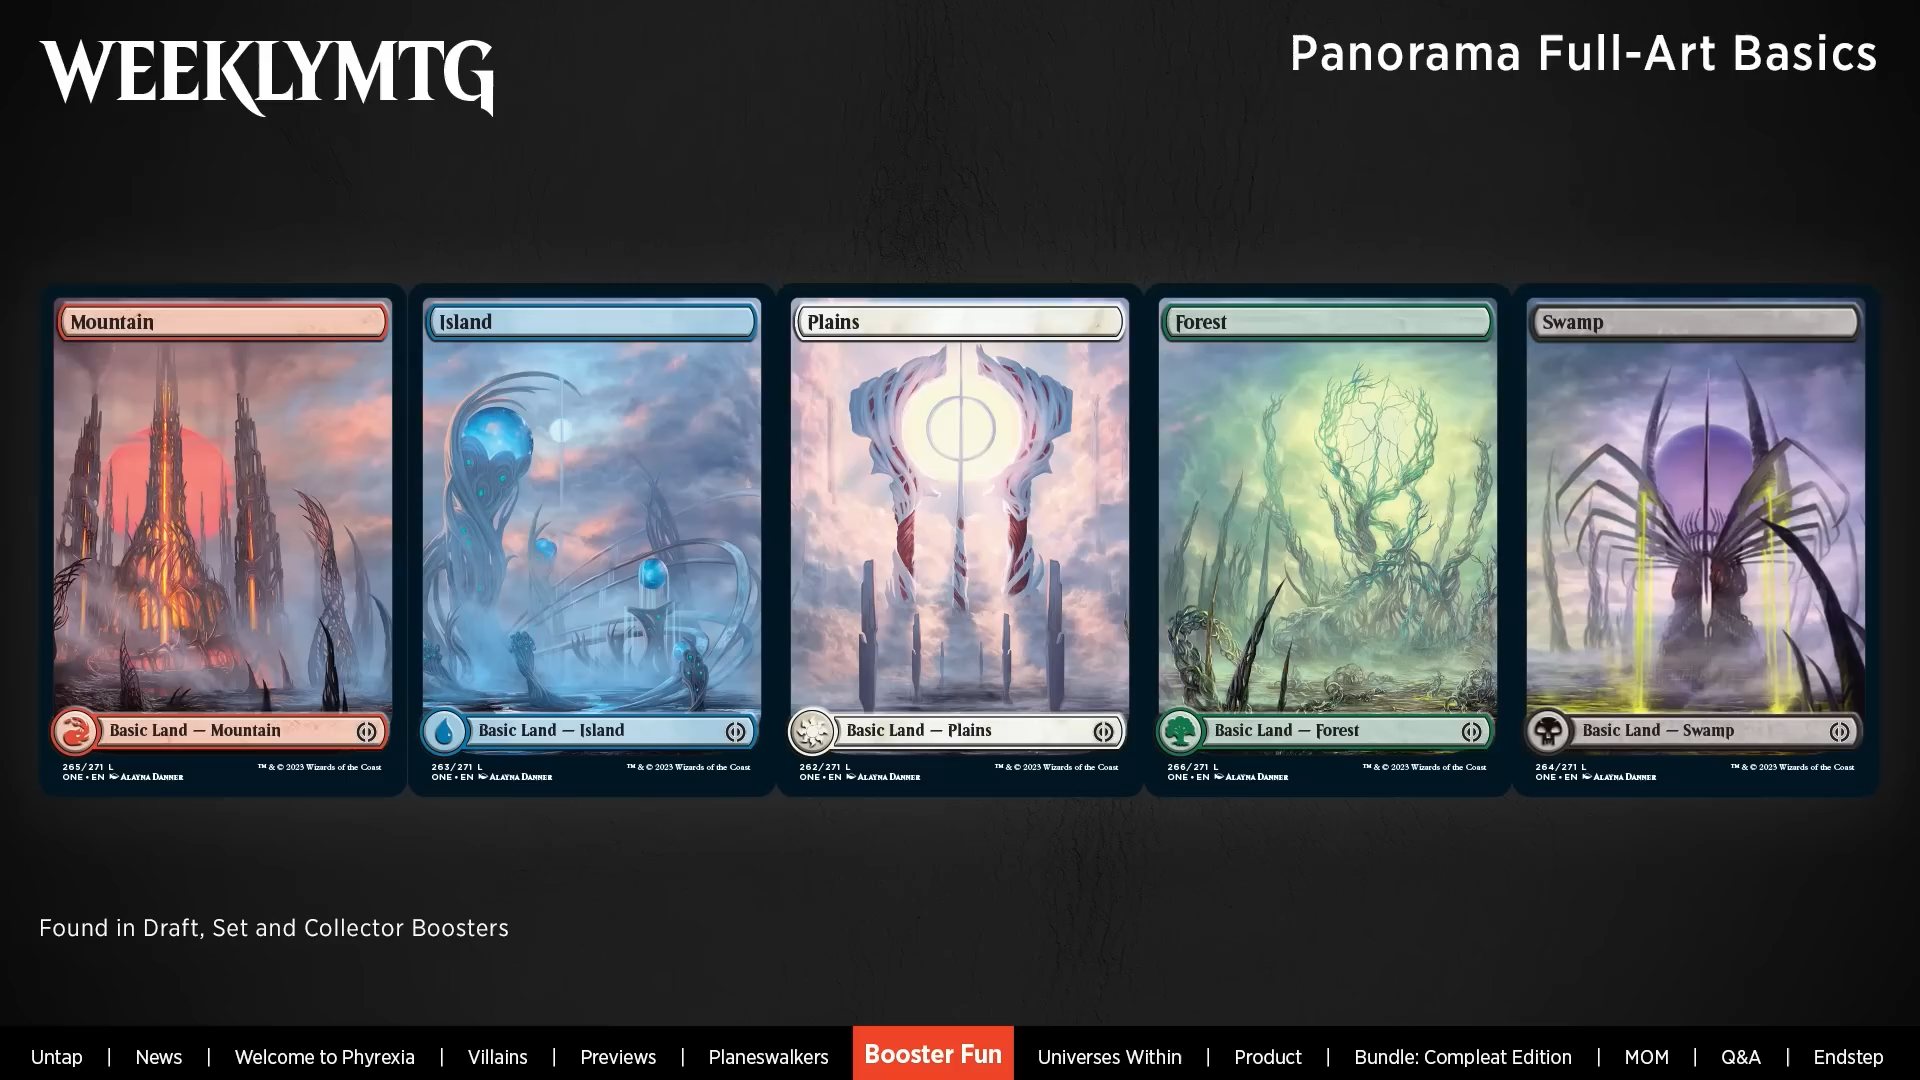 WEEKLYMTG
Panorama Full-Art Basics
Mountain
Basic Land — Mountain
265/271 L
ONE • EN Alayna Danner
™ & © 2023 Wizards of the Coast
Island
Basic Land — Island
263/271 L
ONE • EN Alayna Danner
™ & © 2023 Wizards of the Coast
Plains
Basic Land — Plains
262/271 L
ONE • EN Alayna Danner
™ & © 2023 Wizards of the Coast
Forest
Basic Land — Forest
266/271 L
ONE • EN Alayna Danner
™ & © 2023 Wizards of the Coast
Swamp
Basic Land — Swamp
264/271 L
ONE • EN Alayna Danner
™ & © 2023 Wizards of the Coast
Found in Draft, Set and Collector Boosters
Untap | News | Welcome to Phyrexia | Villains | Previews | Planeswalkers Booster Fun Universes Within | Product | Bundle: Compleat Edition | MOM | Q&A | Endstep